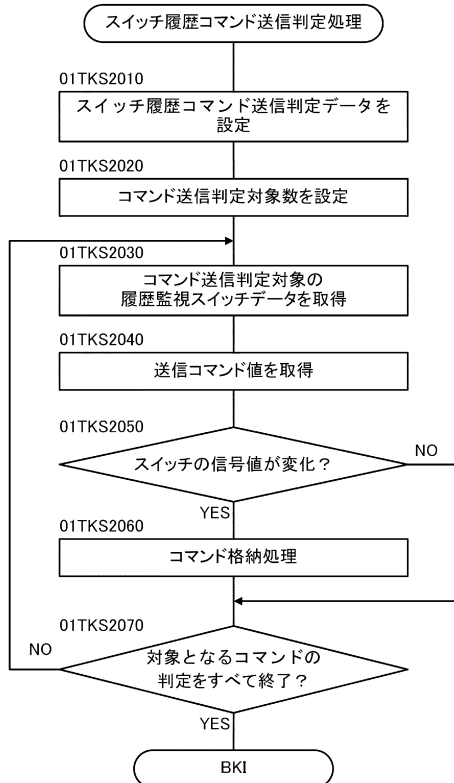 スイッチ履歴コマンド送信判定処理
01TKS2010
スイッチ履歴コマンド送信判定データを
設定
01TKS2020
コマンド送信判定対象数を設定
01TKS2030
コマンド送信判定対象の
履歴監視スイッチデータを取得
01TKS2040
送信コマンド値を取得
01TKS2050
スイッチの信号値が変化？
NO
YES
01TKS2060
コマンド格納処理
01TKS2070
NO
対象となるコマンドの
判定をすべて終了？
YES
BKI